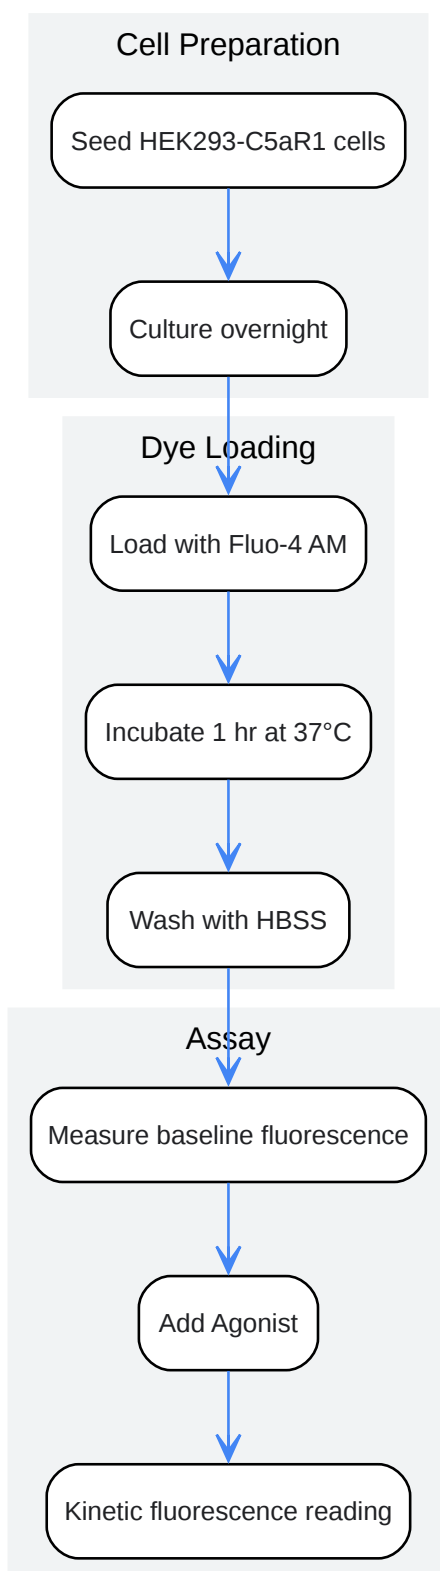 Cell Preparation
Seed HEK293-C5aR1 cells
Culture overnight
Dye Loading
Load with Fluo-4 AM
Incubate 1 hr at 37°C
Wash with HBSS
Assay
Measure baseline fluorescence
Add Agonist
Kinetic fluorescence reading